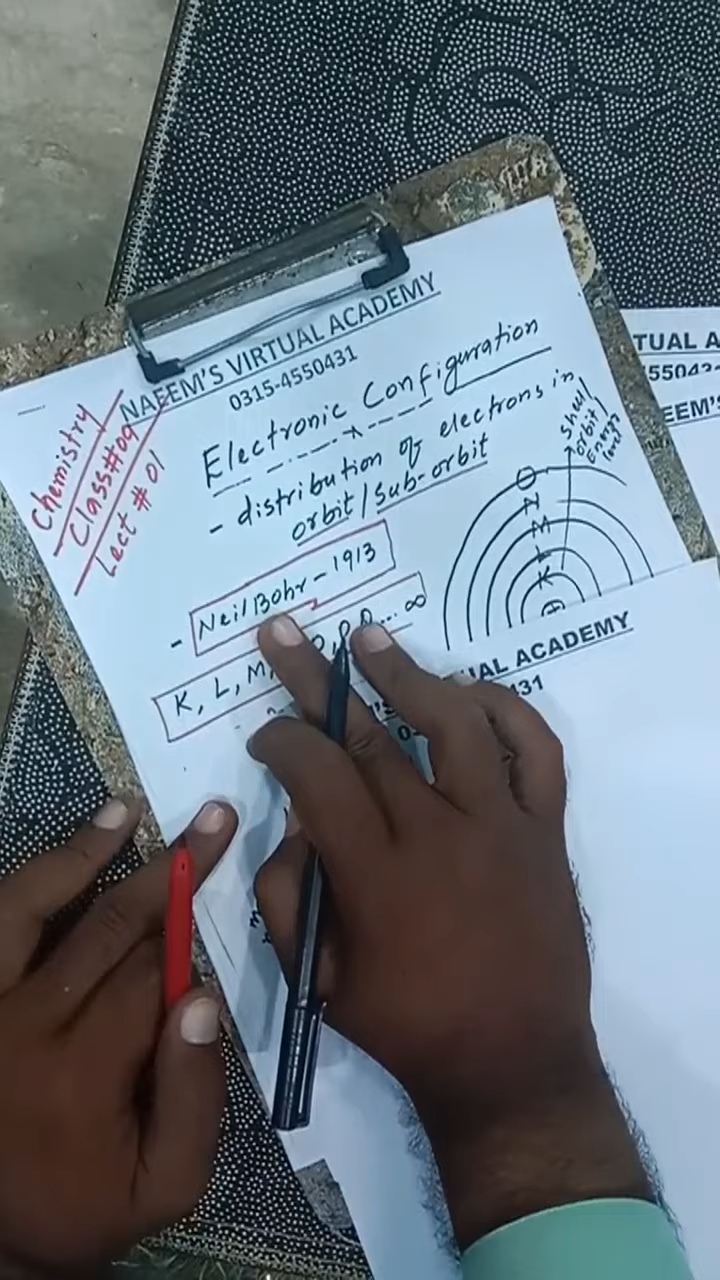 NAEEM'S VIRTUAL ACADEMY
0315-4550431
Chemistry
Class#09
Lect # 01
Electronic Configuration
- distribution of electrons in
orbit/Sub-orbit
Shell/
orbit/
Energy
level
- Neil Bohr - 1913
K, L, M,
... ∞
O
N
M
L
K
+
TUAL A
EEM'S
UAL ACADEMY
431